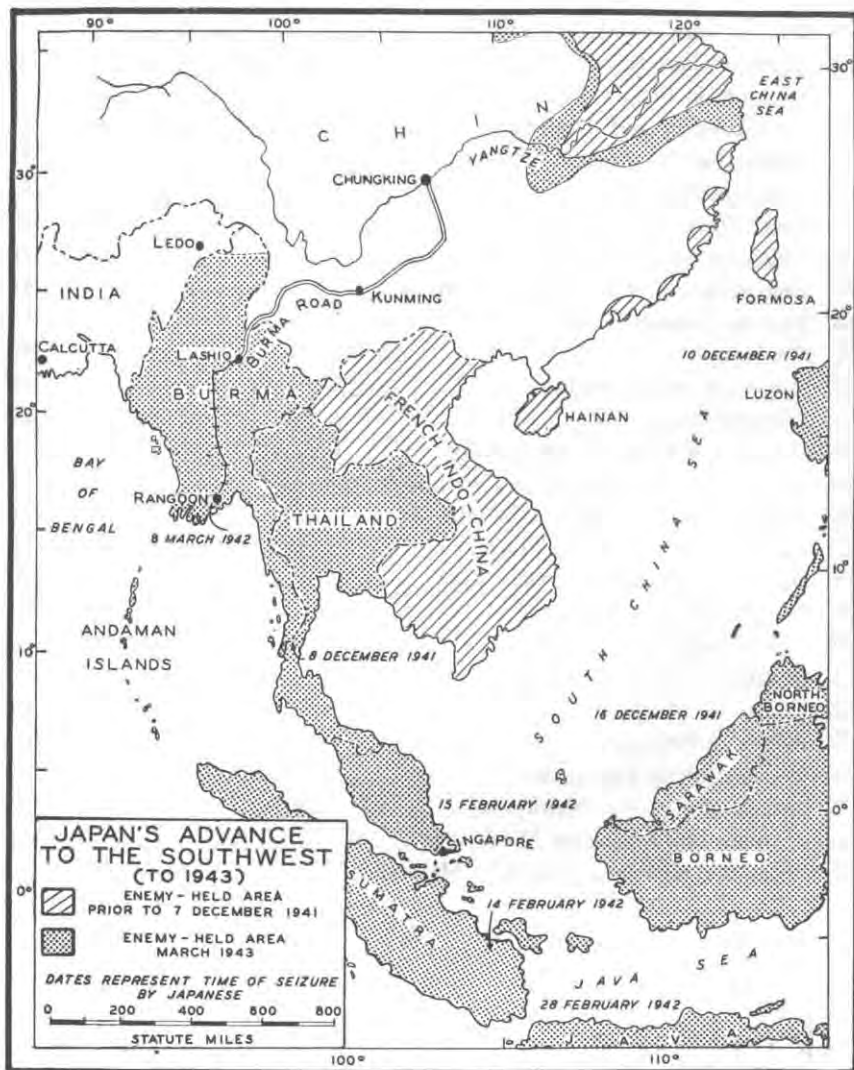 90°
100°
110°
120°
30°
EAST
CHINA
SEA
C H I N A
YANGTZE
30°
CHUNGKING
LEDO
INDIA
BURMA ROAD
KUNMING
FORMOSA
CALCUTTA
LASHIO
10 DECEMBER 1941
LUZON
BURMA
20°
20°
HAINAN
FRENCH INDO-CHINA
BAY
OF
BENGAL
RANGOON
THAILAND
8 MARCH 1942
SOUTH CHINA SEA
10°
ANDAMAN
ISLANDS
10°
8 DECEMBER 1941
NORTH
BORNEO
16 DECEMBER 1941
SARAWAK
15 FEBRUARY 1942
0°
NGAPORE
BORNEO
SUMATRA
0°
14 FEBRUARY 1942
JAVA SEA
28 FEBRUARY 1942
JAVA
JAPAN'S ADVANCE
TO THE SOUTHWEST
(TO 1943)
ENEMY-HELD AREA
PRIOR TO 7 DECEMBER 1941
ENEMY-HELD AREA
MARCH 1943
DATES REPRESENT TIME OF SEIZURE
BY JAPANESE
0 200 400 600 800
STATUTE MILES
100°
110°